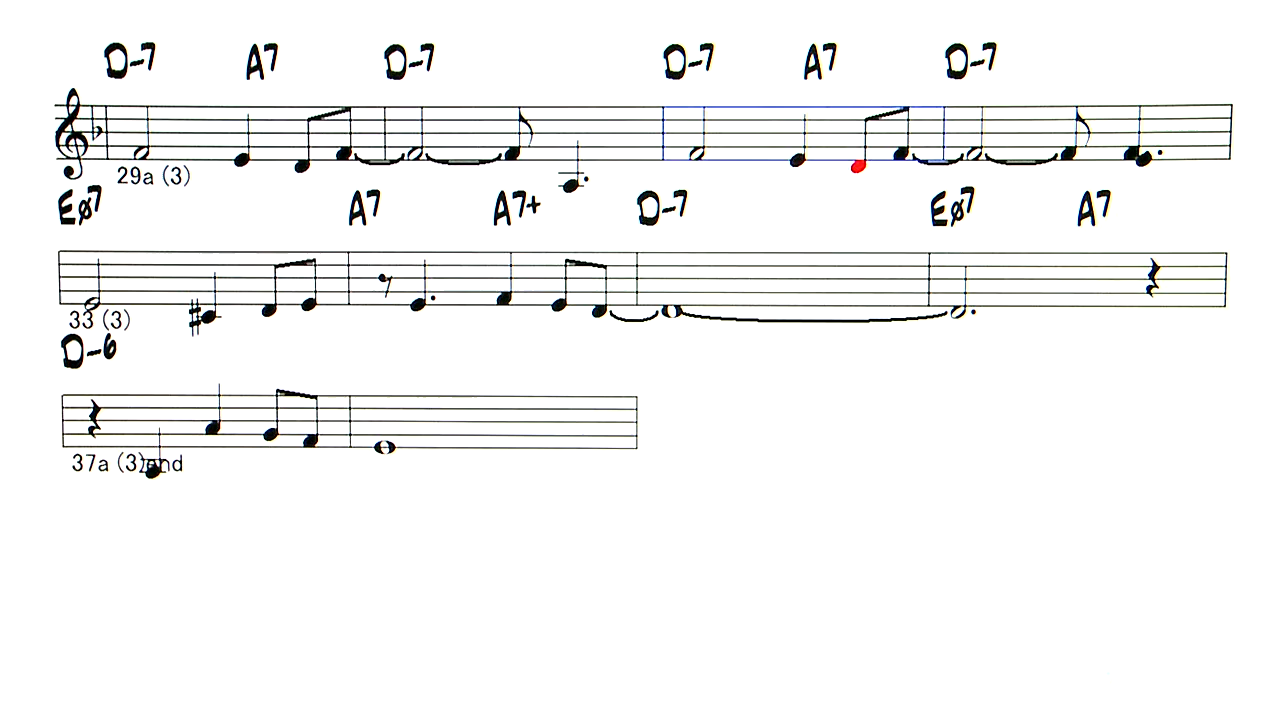 D-7 A7 D-7 D-7 A7 D-7
29a (3)
Eø7 A7 A7+ D-7 Eø7 A7
33 (3)
D-6
37a (3)end